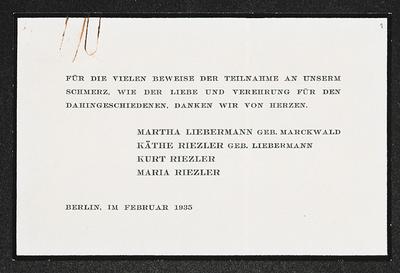 FÜR DIE VIELEN BEWEISE DER TEILNAHME AN UNSERM
SCHMERZ, WIE DER LIEBE UND VEREHRUNG FÜR DEN
DAHINGESCHIEDENEN, DANKEN WIR VON HERZEN.
MARTHA LIEBERMANN GEB. MARCKWALD
KÄTHE RIEZLER GEB. LIEBERMANN
KURT RIEZLER
MARIA RIEZLER
BERLIN, IM FEBRUAR 1935